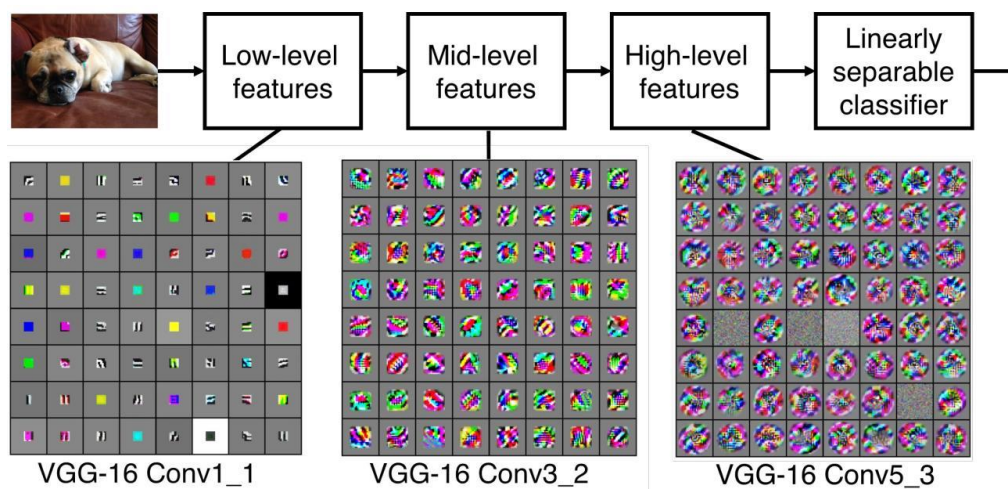 Low-level
features
Mid-level
features
High-level
features
Linearly
separable
classifier
VGG-16 Conv1_1
VGG-16 Conv3_2
VGG-16 Conv5_3